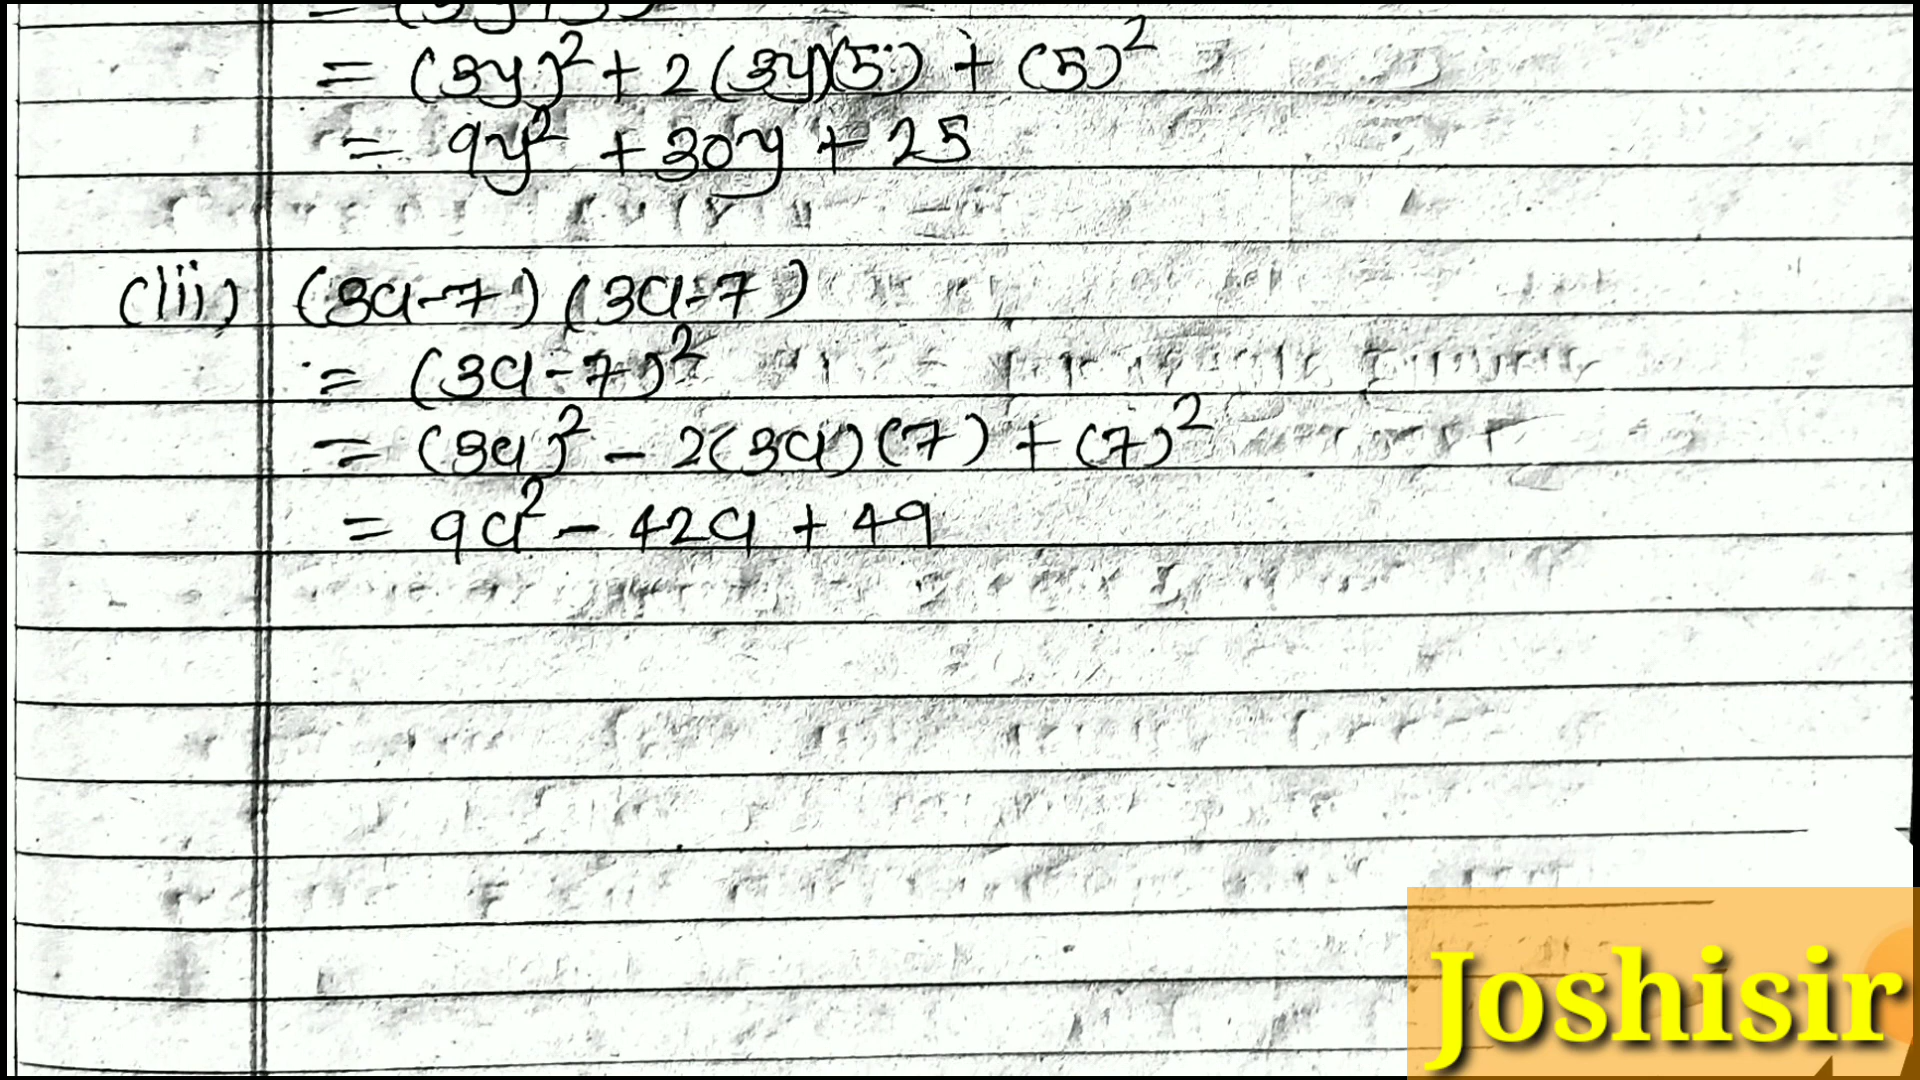 = (3y)² + 2(3y)(5) + (5)²
= 9y² + 30y + 25
(iii) (3a-7) (3a-7)
= (3a-7)²
= (3a)² - 2(3a)(7) + (7)²
= 9a² - 42a + 49
Joshisir